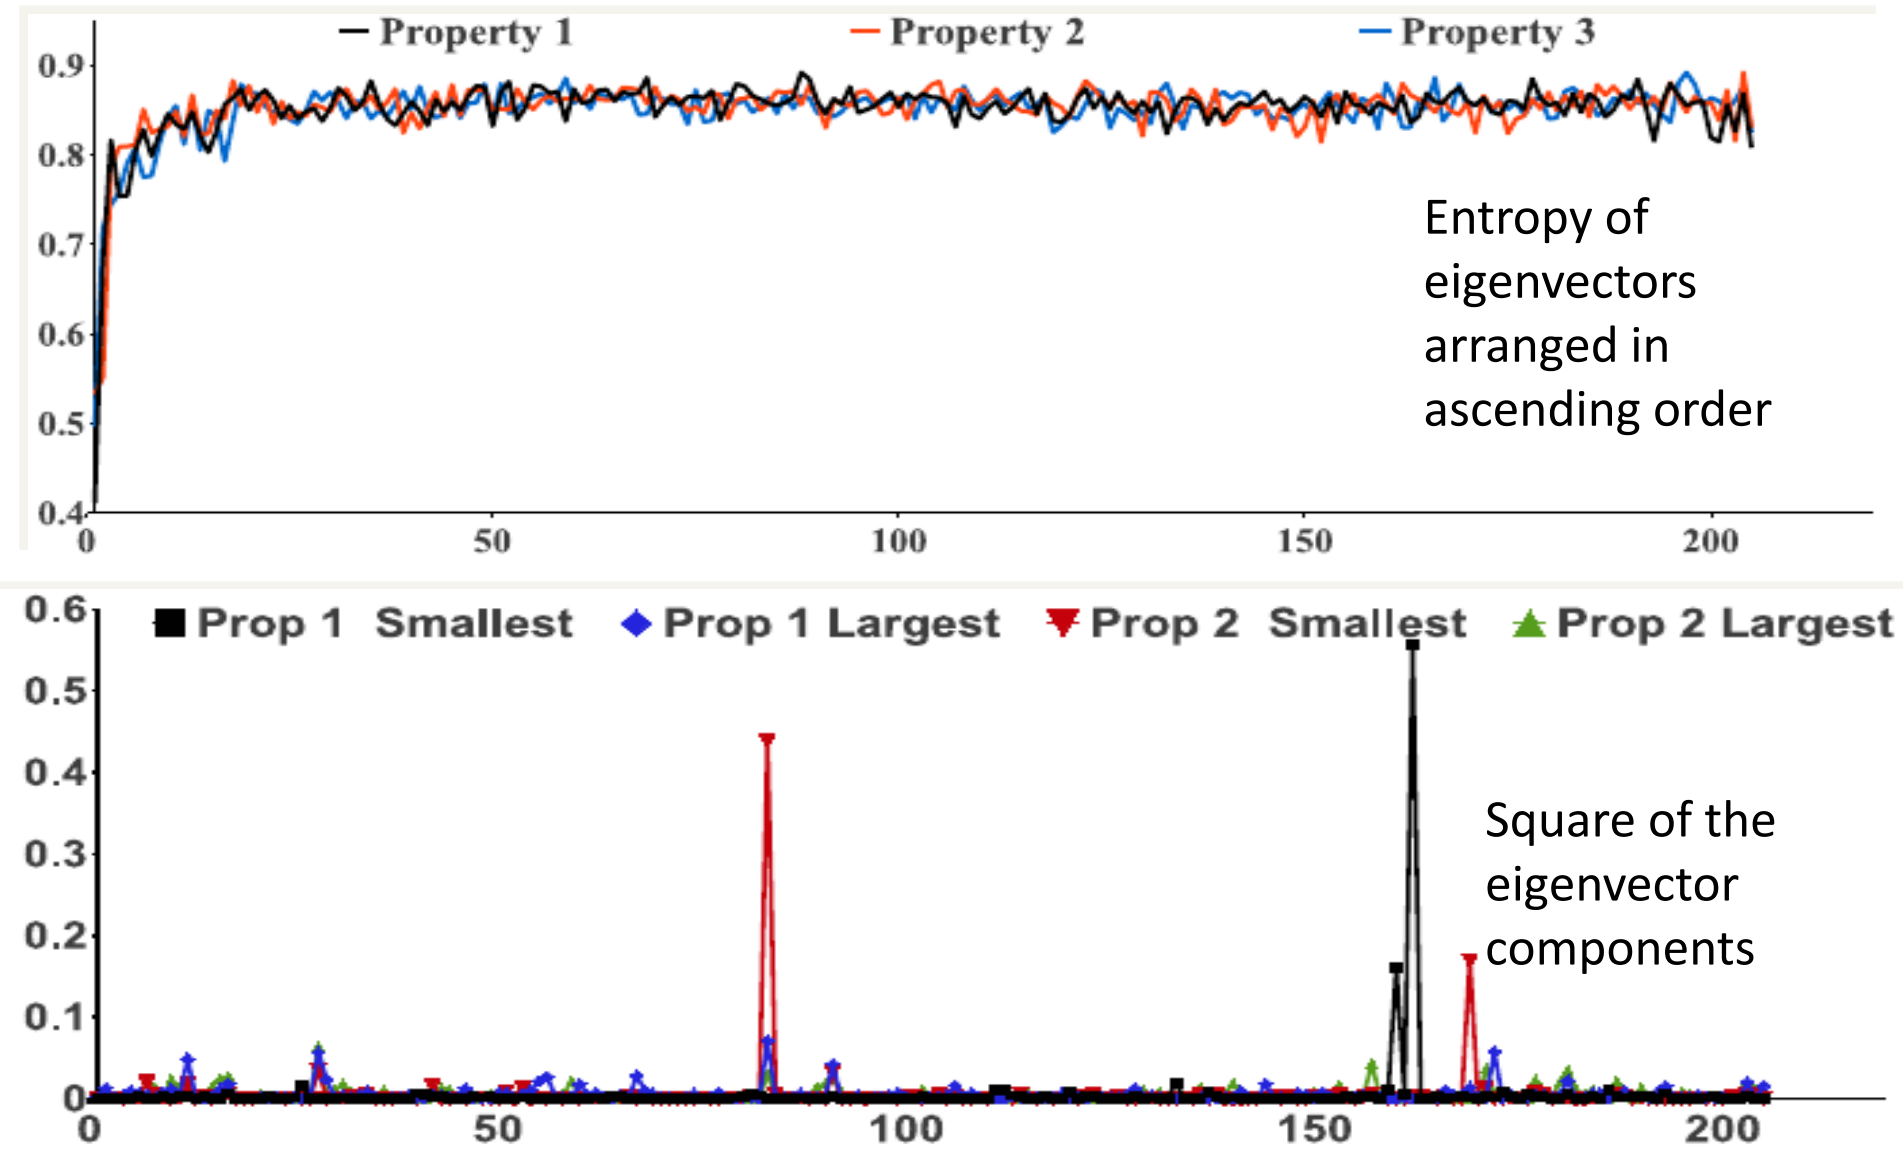 Property 1 Property 2 Property 3
0.9
0.8
0.7
0.6
0.5
0.4
0 50 100 150 200
Entropy of
eigenvectors
arranged in
ascending order
0.6
Prop 1 Smallest Prop 1 Largest Prop 2 Smallest Prop 2 Largest
0.5
0.4
0.3
0.2
0.1
0
0 50 100 150 200
Square of the
eigenvector
components